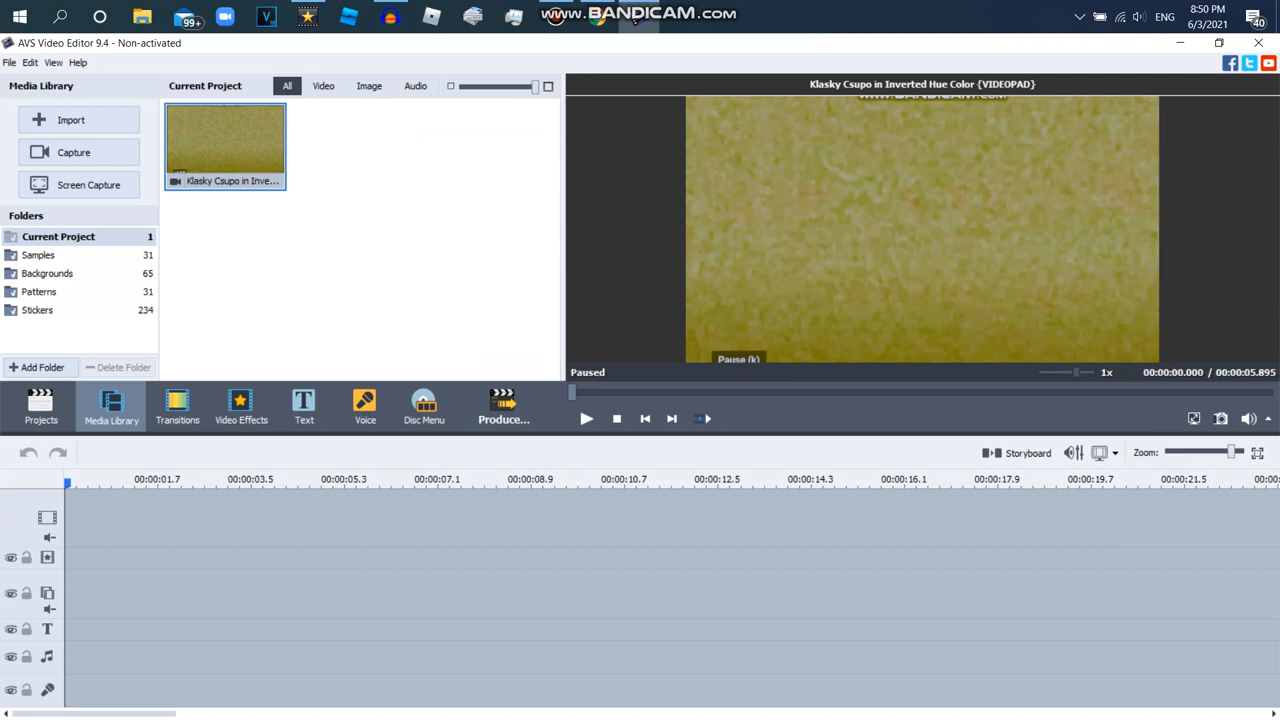 99+
WWW.BANDICAM.COM
ENG
8:50 PM
6/3/2021
40
AVS Video Editor 9.4 - Non-activated
File Edit View Help
Media Library
Current Project
All Video Image Audio
Klasky Csupo in Inverted Hue Color {VIDEOPAD}
Import
Capture
Screen Capture
Klasky Csupo in Inve...
WWW.BANDICAM.COM
Folders
Current Project 1
Samples 31
Backgrounds 65
Patterns 31
Stickers 234
Pause (k)
Add Folder
Delete Folder
Paused
1x
00:00:00.000 / 00:00:05.895
Projects
Media Library
Transitions
Video Effects
Text
Voice
Disc Menu
Produce...
Storyboard
Zoom:
00:00:01.7 00:00:03.5 00:00:05.3 00:00:07.1 00:00:08.9 00:00:10.7 00:00:12.5 00:00:14.3 00:00:16.1 00:00:17.9 00:00:19.7 00:00:21.5
T